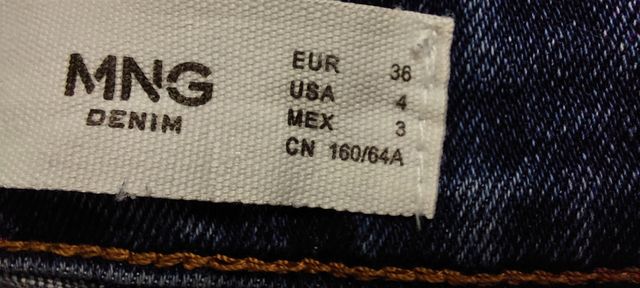 MNG
DENIM
EUR 36
USA 4
MEX 3
CN 160/64A